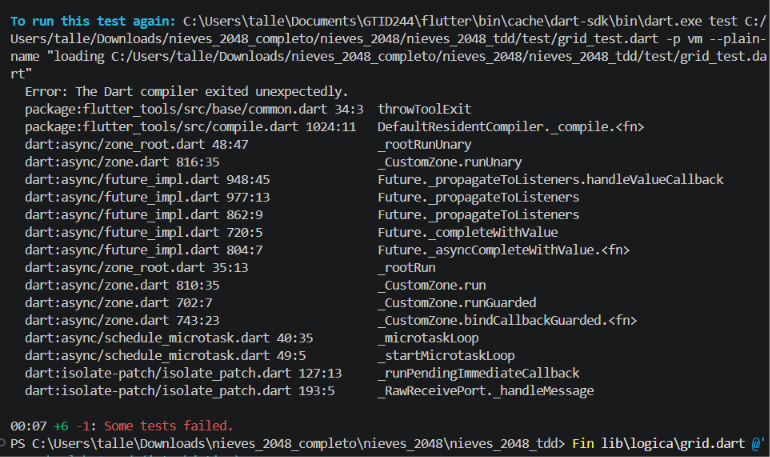 To run this test again: C:\Users\talle\Documents\GTID244\flutter\bin\cache\dart-sdk\bin\dart.exe test C:/
Users/talle/Downloads/nieves_2048_completo/nieves_2048/nieves_2048_tdd/test/grid_test.dart -p vm --plain-
name "loading C:/Users/talle/Downloads/nieves_2048_completo/nieves_2048/nieves_2048_tdd/test/grid_test.da
rt"
Error: The Dart compiler exited unexpectedly.
package:flutter_tools/src/base/common.dart 34:3 throwToolExit
package:flutter_tools/src/compile.dart 1024:11 DefaultResidentCompiler._compile.<fn>
dart:async/zone_root.dart 48:47 _rootRunUnary
dart:async/zone.dart 816:35 _CustomZone.runUnary
dart:async/future_impl.dart 948:45 Future._propagateToListeners.handleValueCallback
dart:async/future_impl.dart 977:13 Future._propagateToListeners
dart:async/future_impl.dart 862:9 Future._propagateToListeners
dart:async/future_impl.dart 720:5 Future._completeWithValue
dart:async/future_impl.dart 804:7 Future._asyncCompleteWithValue.<fn>
dart:async/zone_root.dart 35:13 _rootRun
dart:async/zone.dart 810:35 _CustomZone.run
dart:async/zone.dart 702:7 _CustomZone.runGuarded
dart:async/zone.dart 743:23 _CustomZone.bindCallbackGuarded.<fn>
dart:async/schedule_microtask.dart 40:35 _microtaskLoop
dart:async/schedule_microtask.dart 49:5 _startMicrotaskLoop
dart:isolate-patch/isolate_patch.dart 127:13 _runPendingImmediateCallback
dart:isolate-patch/isolate_patch.dart 193:5 _RawReceivePort._handleMessage
00:07 +6 -1: Some tests failed.
PS C:\Users\talle\Downloads\nieves_2048_completo\nieves_2048\nieves_2048_tdd> Fin lib\logica\grid.dart @'